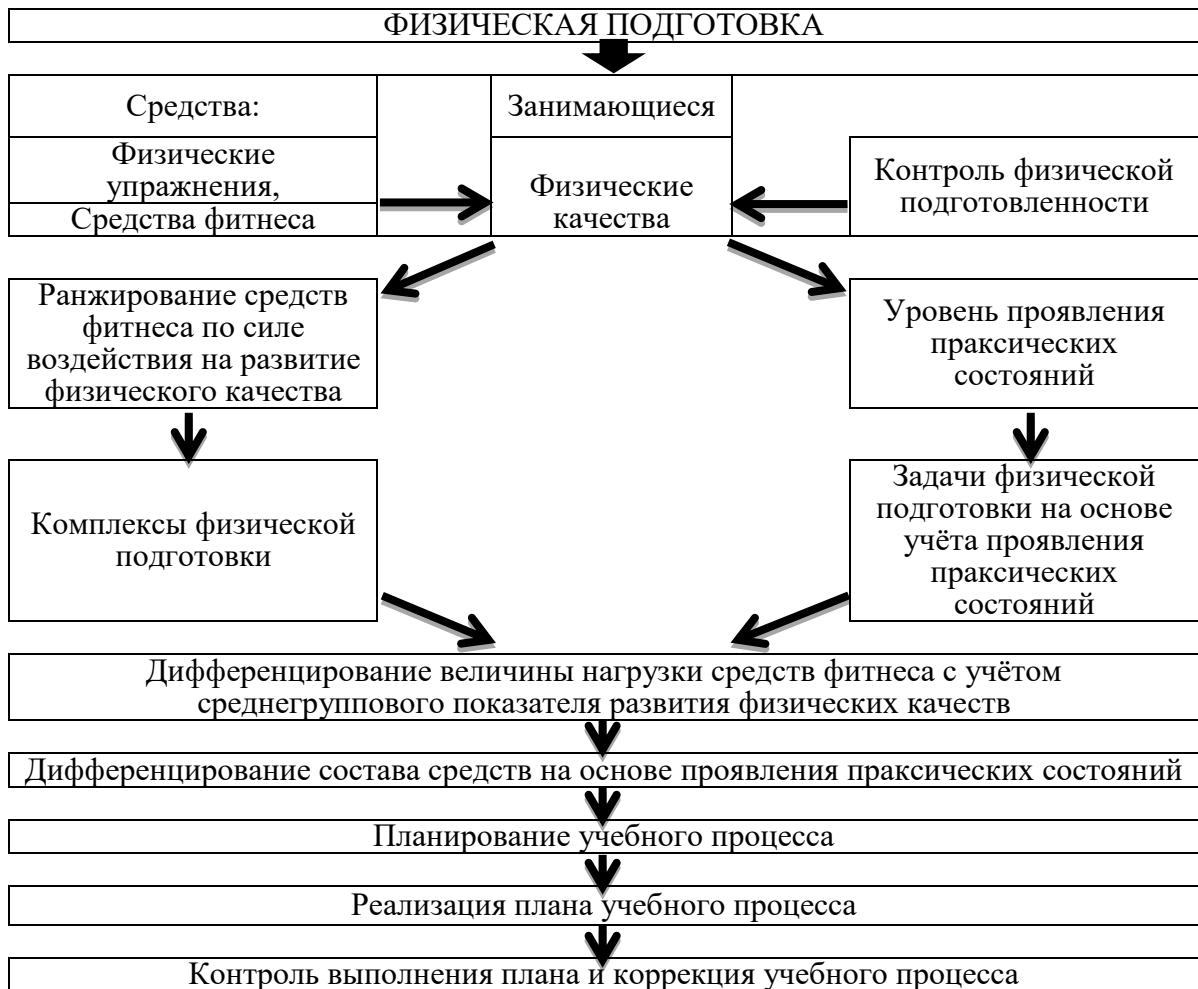 ФИЗИЧЕСКАЯ ПОДГОТОВКА
Средства:
Физические
упражнения,
Средства фитнеса
Занимающиеся
Физические
качества
Контроль физической
подготовленности
Ранжирование средств
фитнеса по силе
воздействия на развитие
физического качества
Уровень проявления
праксических
состояний
Комплексы физической
подготовки
Задачи физической
подготовки на основе
учёта проявления
праксических
состояний
Дифференцирование величины нагрузки средств фитнеса с учётом
среднегруппового показателя развития физических качеств
Дифференцирование состава средств на основе проявления праксических состояний
Планирование учебного процесса
Реализация плана учебного процесса
Контроль выполнения плана и коррекция учебного процесса